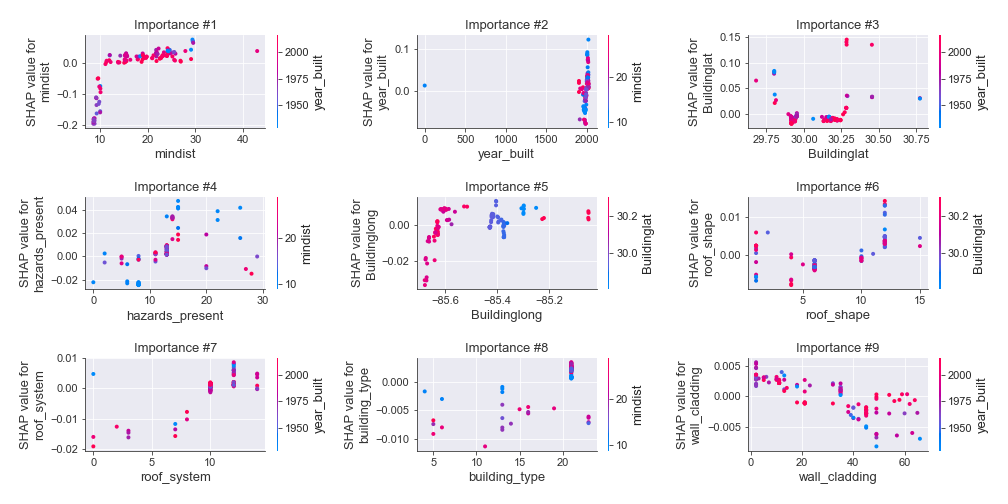 Importance #1
SHAP value for
mindist
0.0
−0.1
−0.2
10
20
30
40
mindist
2000
1975
1950
year_built
Importance #2
SHAP value for
year_built
0.1
0.0
0
500
1000
1500
2000
year_built
20
10
mindist
Importance #3
SHAP value for
Buildinglat
0.15
0.10
0.05
0.00
29.75
30.00
30.25
30.50
30.75
Buildinglat
2000
1975
1950
year_built
Importance #4
SHAP value for
hazards_present
0.04
0.02
0.00
−0.02
0
10
20
30
hazards_present
20
10
mindist
Importance #5
SHAP value for
Buildinglong
0.00
−0.02
−85.6
−85.4
−85.2
Buildinglong
30.2
30.0
Buildinglat
Importance #6
SHAP value for
roof_shape
0.01
0.00
5
10
15
roof_shape
30.2
30.0
Buildinglat
Importance #7
SHAP value for
roof_system
0.01
0.00
−0.01
−0.02
0
10
roof_system
2000
1975
1950
year_built
Importance #8
SHAP value for
building_type
0.000
−0.005
−0.010
5
10
15
20
building_type
20
10
mindist
Importance #9
SHAP value for
wall_cladding
0.005
0.000
−0.005
0
20
40
60
wall_cladding
2000
1975
1950
year_built